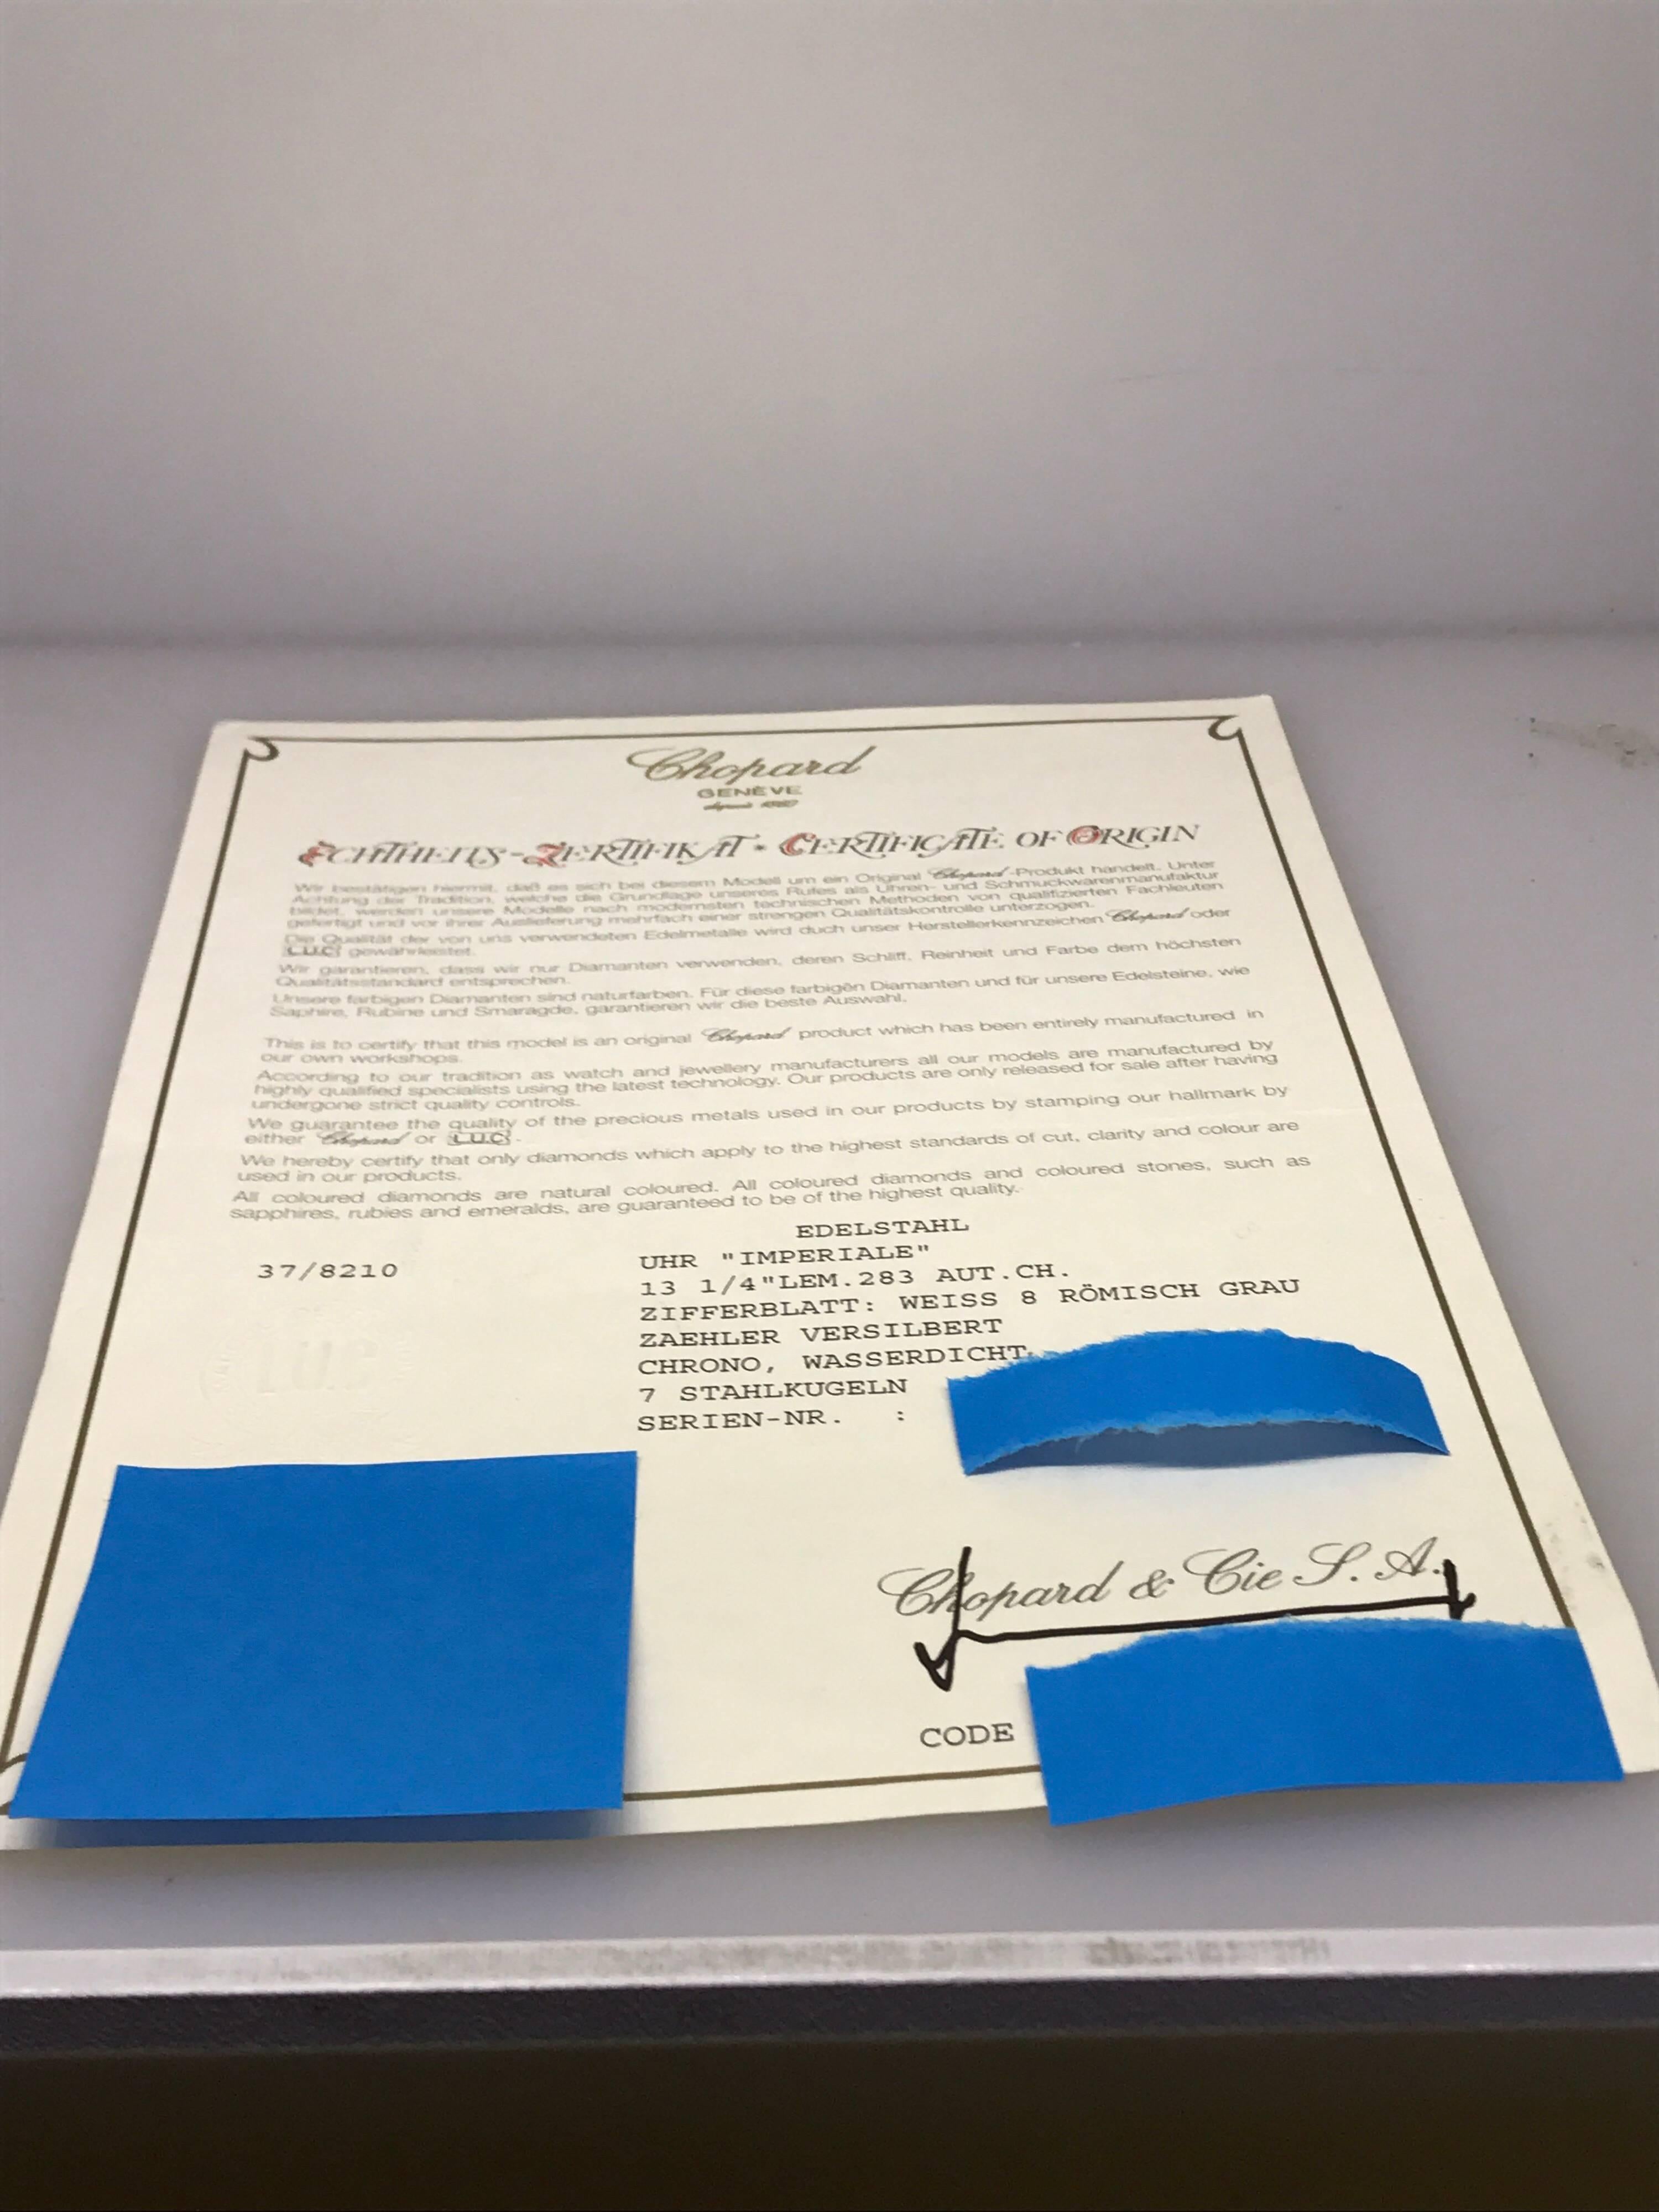 Chopard
GENÈVE
depuis 1860
ECHTHEITS-ZERTIFIKAT • CERTIFICATE OF ORIGIN
Wir bestätigen hiermit, daß es sich bei diesem Modell um ein Original Chopard-Produkt handelt. Unter
Achtung der Tradition, welche die Grundlage unseres Rufes als Uhren- und Schmuckwarenmanufaktur
bildet, werden unsere Modelle nach modernsten technischen Methoden von qualifizierten Fachleuten
gefertigt und vor ihrer Auslieferung mehrfach einer strengen Qualitätskontrolle unterzogen.
Die Qualität der von uns verwendeten Edelmetalle wird duch unser Herstellerkennzeichen Chopard oder
L.U.C gewährleistet.
Wir garantieren, dass wir nur Diamanten verwenden, deren Schliff, Reinheit und Farbe dem höchsten
Qualitätsstandard entsprechen.
Unsere farbigen Diamanten sind naturfarben. Für diese farbigen Diamanten und für unsere Edelsteine, wie
Saphire, Rubine und Smaragde, garantieren wir die beste Auswahl.
This is to certify that this model is an original Chopard product which has been entirely manufactured in
our own workshops.
According to our tradition as watch and jewellery manufacturers all our models are manufactured by
highly qualified specialists using the latest technology. Our products are only released for sale after having
undergone strict quality controls.
We guarantee the quality of the precious metals used in our products by stamping our hallmark by
either Chopard or L.U.C.
We hereby certify that only diamonds which apply to the highest standards of cut, clarity and colour are
used in our products.
All coloured diamonds are natural coloured. All coloured diamonds and coloured stones, such as
sapphires, rubies and emeralds, are guaranteed to be of the highest quality.
EDELSTAHL
37/8210 UHR "IMPERIALE"
13 1/4"LEM.283 AUT.CH.
ZIFFERBLATT: WEISS 8 RÖMISCH GRAU
ZAEHLER VERSILBERT
CHRONO, WASSERDICHT
7 STAHLKUGELN
SERIEN-NR. :
Chopard & Cie S.A.
CODE